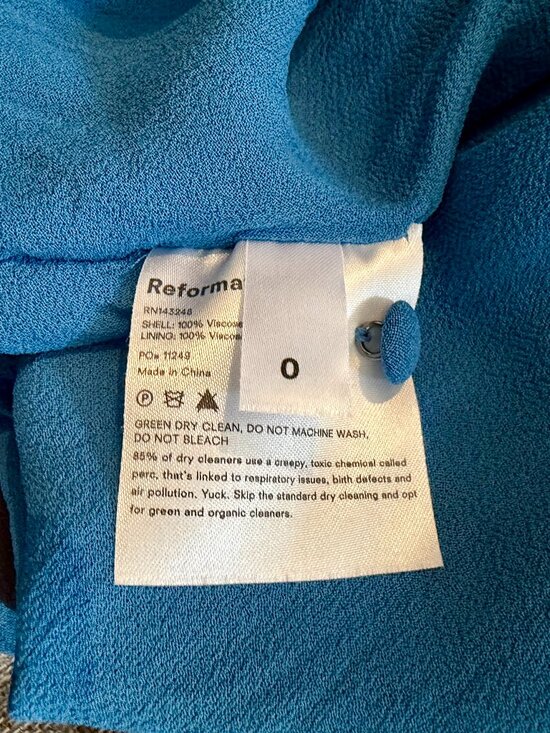 Reforma
RN143248
SHELL: 100% Viscose
LINING: 100% Viscose
0
PO# 11249
Made in China
P
GREEN DRY CLEAN, DO NOT MACHINE WASH,
DO NOT BLEACH
85% of dry cleaners use a creepy, toxic chemical called
perc, that's linked to respiratory issues, birth defects and
air pollution. Yuck. Skip the standard dry cleaning and opt
for green and organic cleaners.